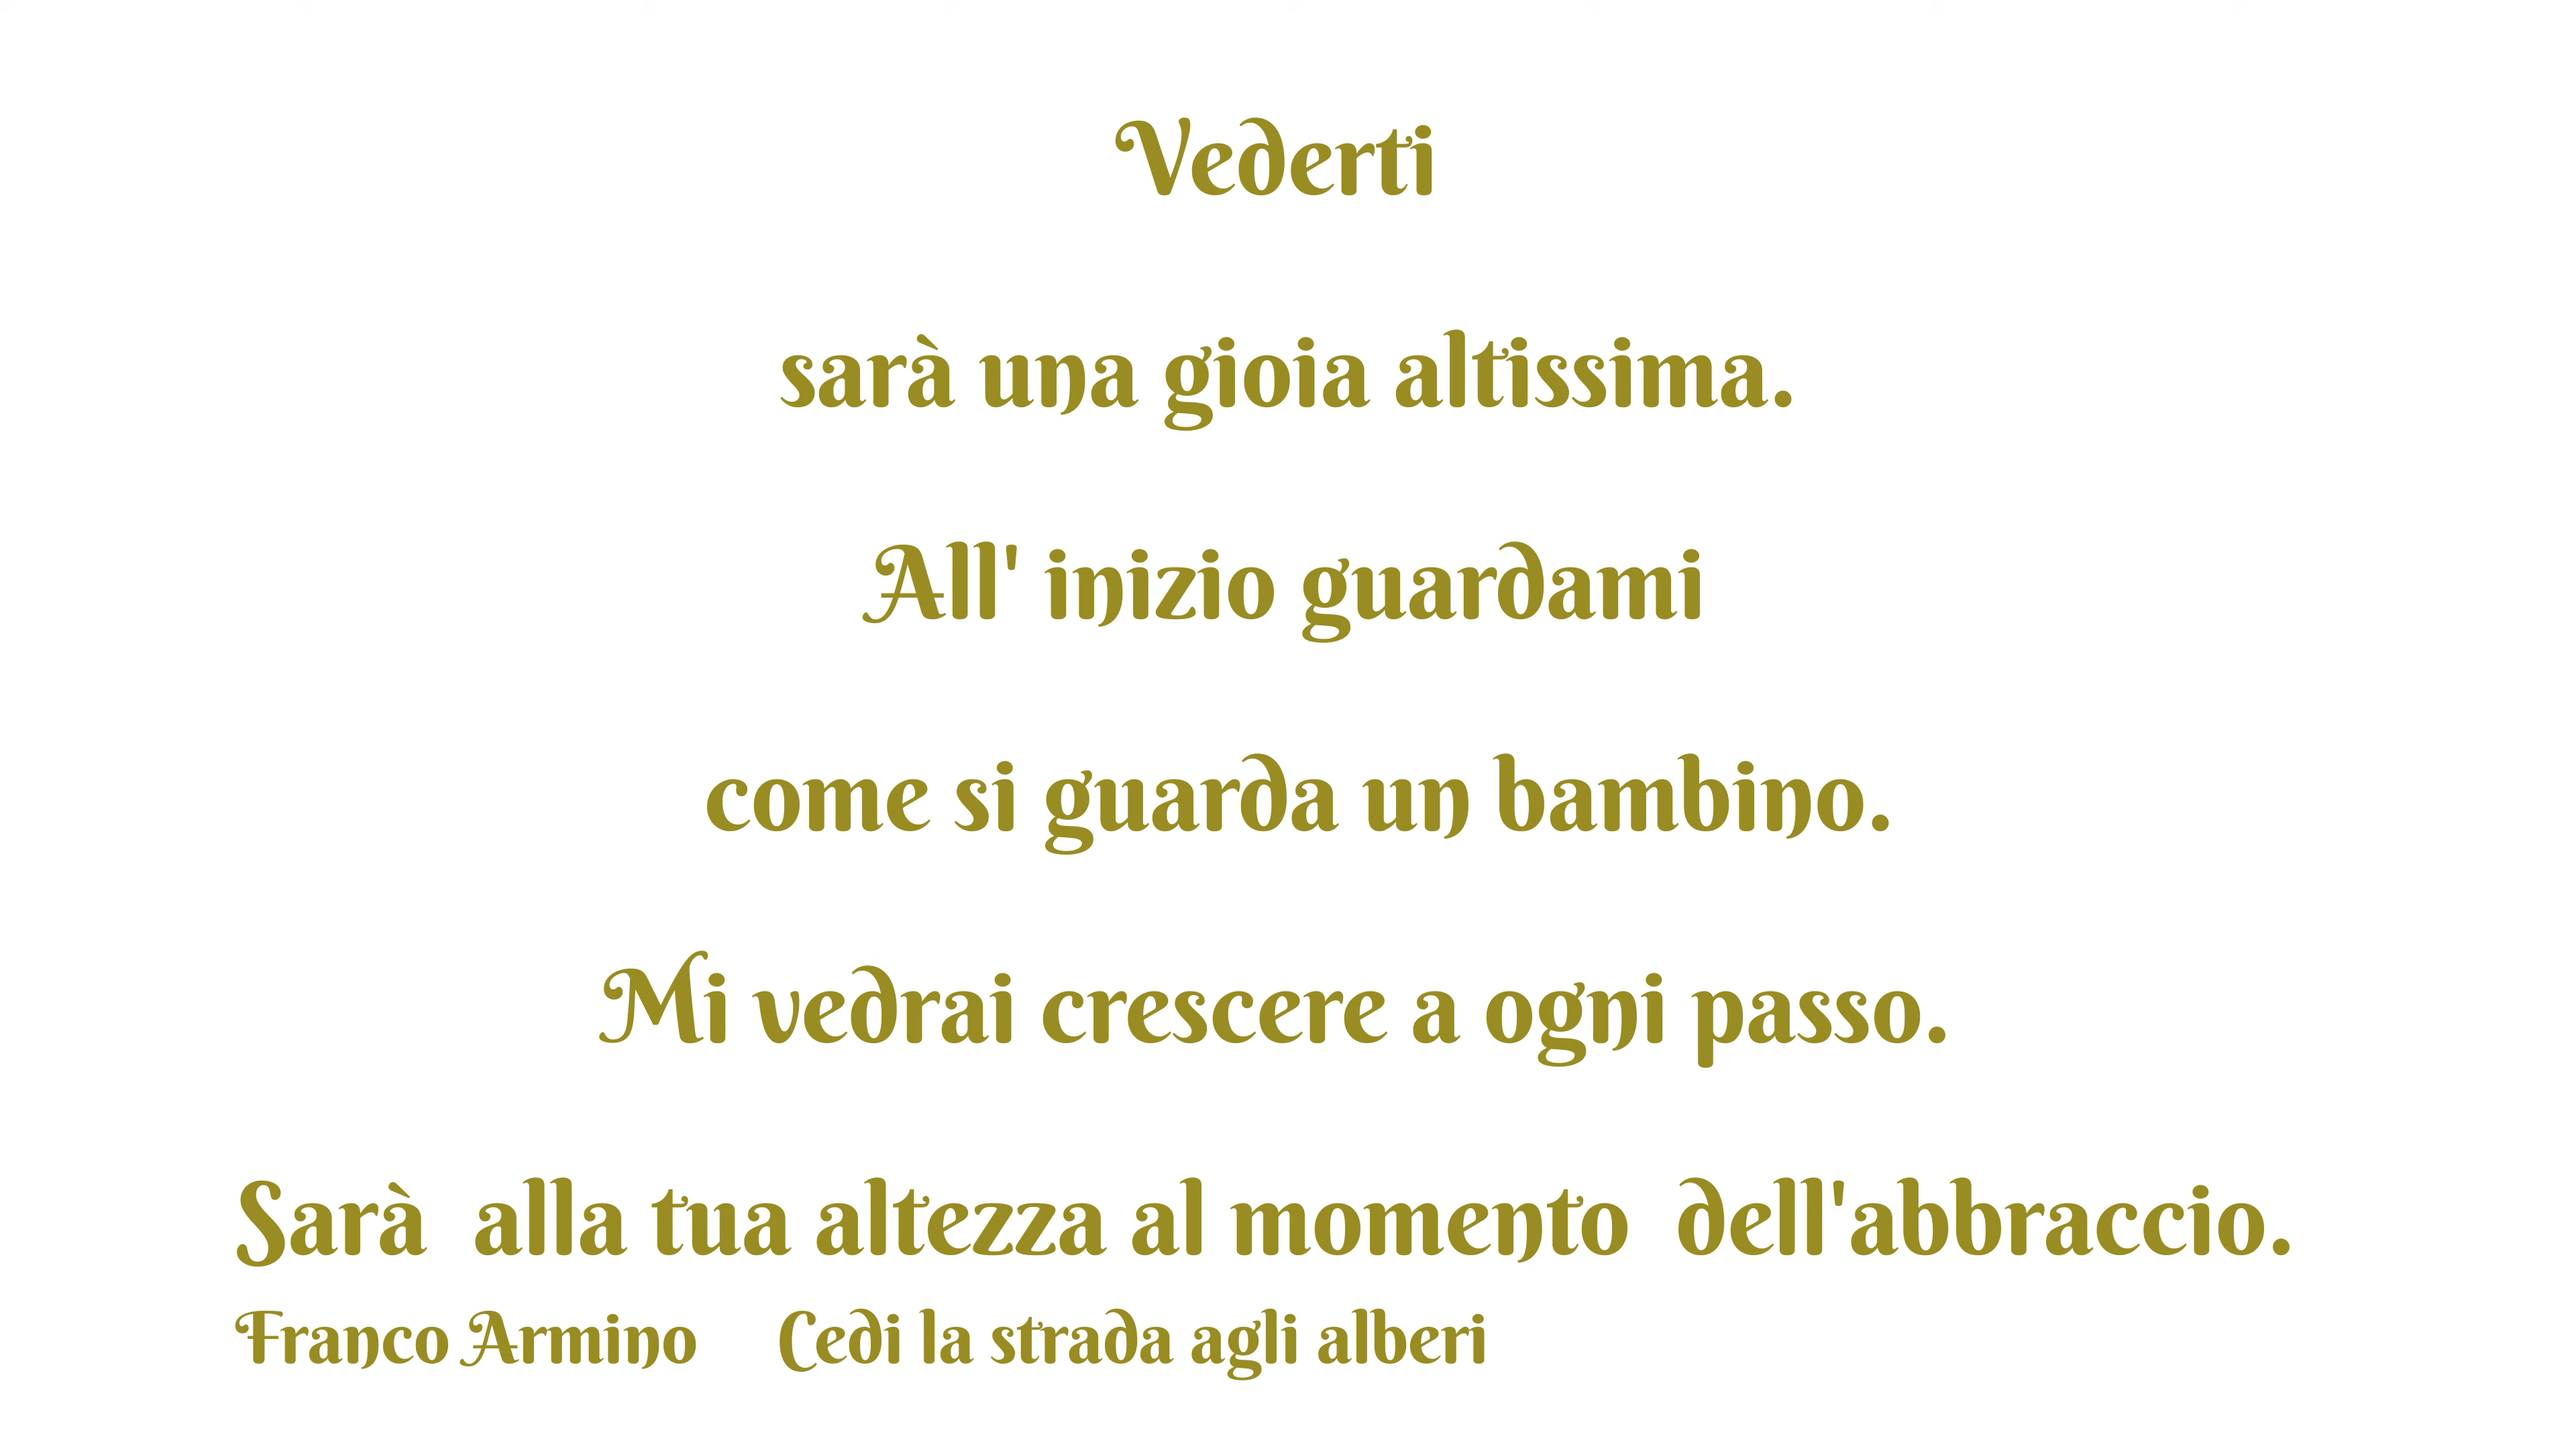 Vederti
sarà una gioia altissima.
All' inizio guardami
come si guarda un bambino.
Mi vedrai crescere a ogni passo.
Sarà  alla tua altezza al momento  dell'abbraccio.
Franco Armino    Cedi la strada agli alberi